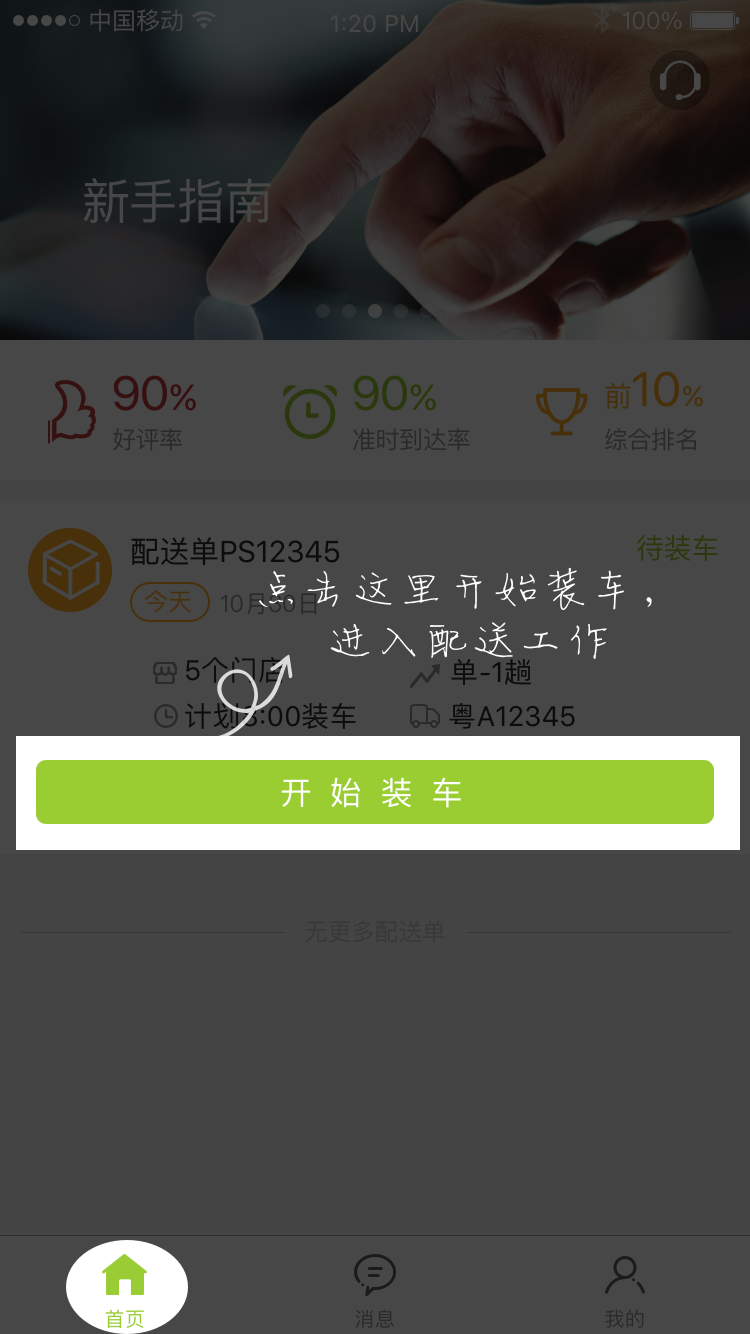 中国移动 1:20 PM 100%
新手指南
90% 90% 前10%
好评率 准时到达率 综合排名
配送单PS12345 待装车
今天 10月30日
点击这里开始装车，
进入配送工作
5个门店 单-1趟
计划8:00装车 粤A12345
开始装车
无更多配送单
首页 消息 我的